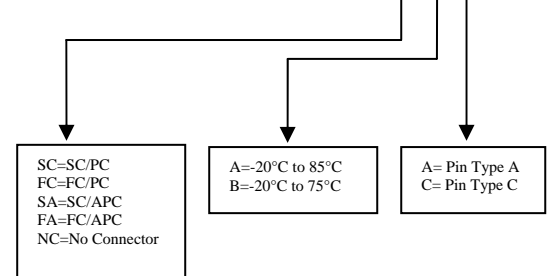 SC=SC/PC
FC=FC/PC
SA=SC/APC
FA=FC/APC
NC=No Connector
A=-20°C to 85°C
B=-20°C to 75°C
A= Pin Type A
C= Pin Type C